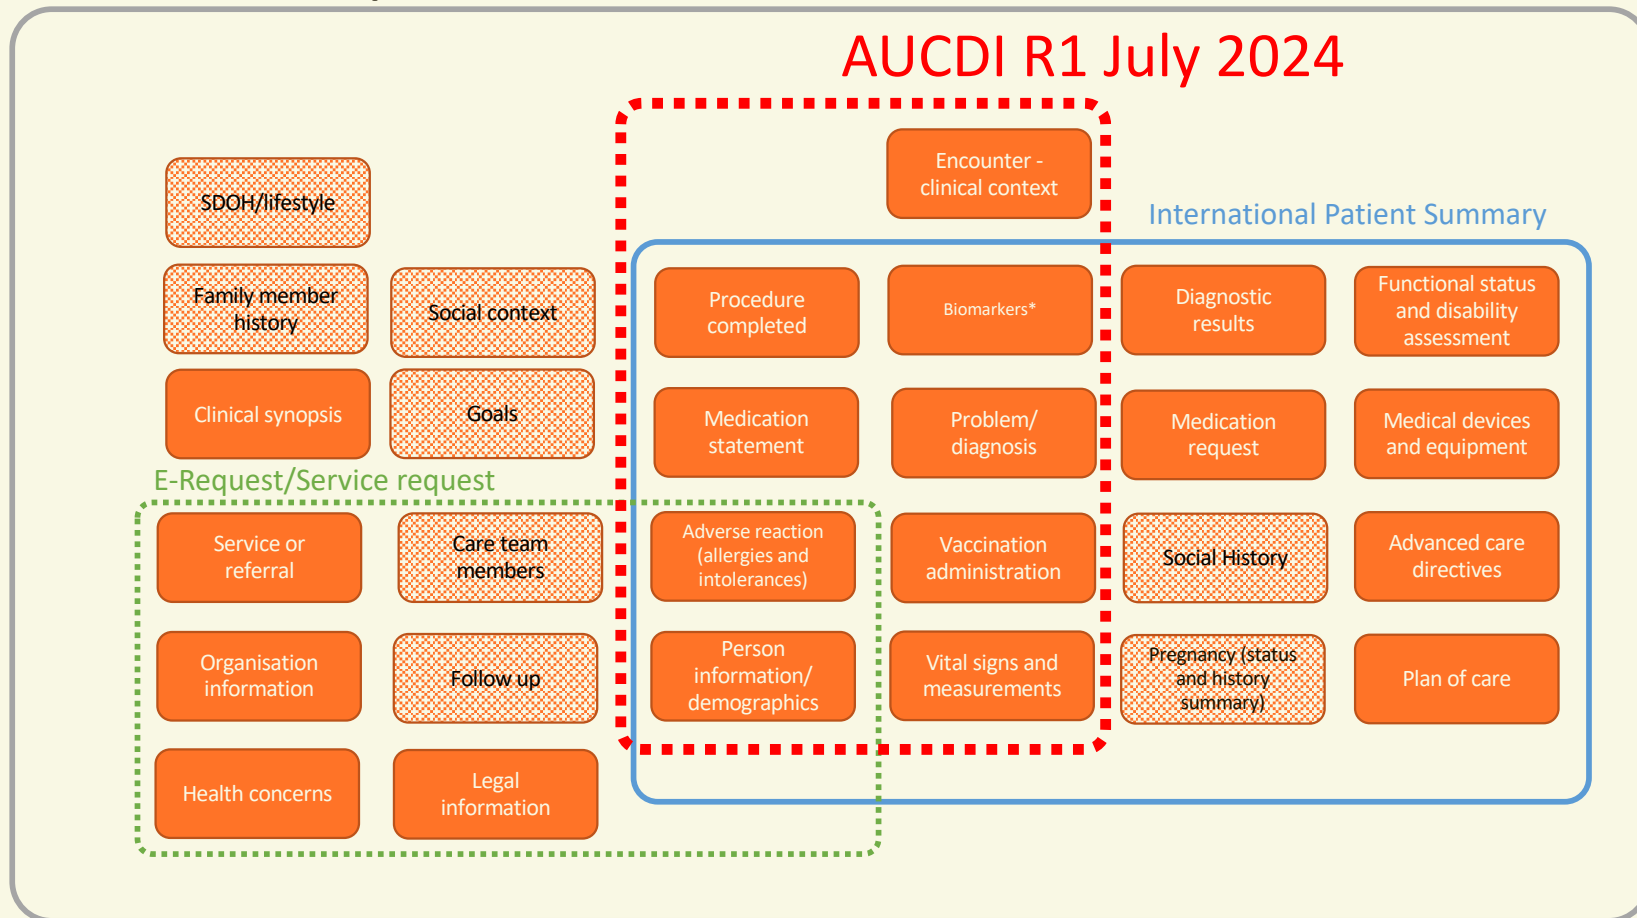 AUCDI R1 July 2024
Encounter -
clinical context
SDOH/lifestyle
International Patient Summary
Family member
history
Social context
Procedure
completed
Biomarkers*
Diagnostic
results
Functional status
and disability
assessment
Clinical synopsis
Goals
Medication
statement
Problem/
diagnosis
Medication
request
Medical devices
and equipment
E-Request/Service request
Service or
referral
Care team
members
Adverse reaction
(allergies and
intolerances)
Vaccination
administration
Social History
Advanced care
directives
Organisation
information
Follow up
Person
information/
demographics
Vital signs and
measurements
Pregnancy (status
and history
summary)
Plan of care
Health concerns
Legal
information